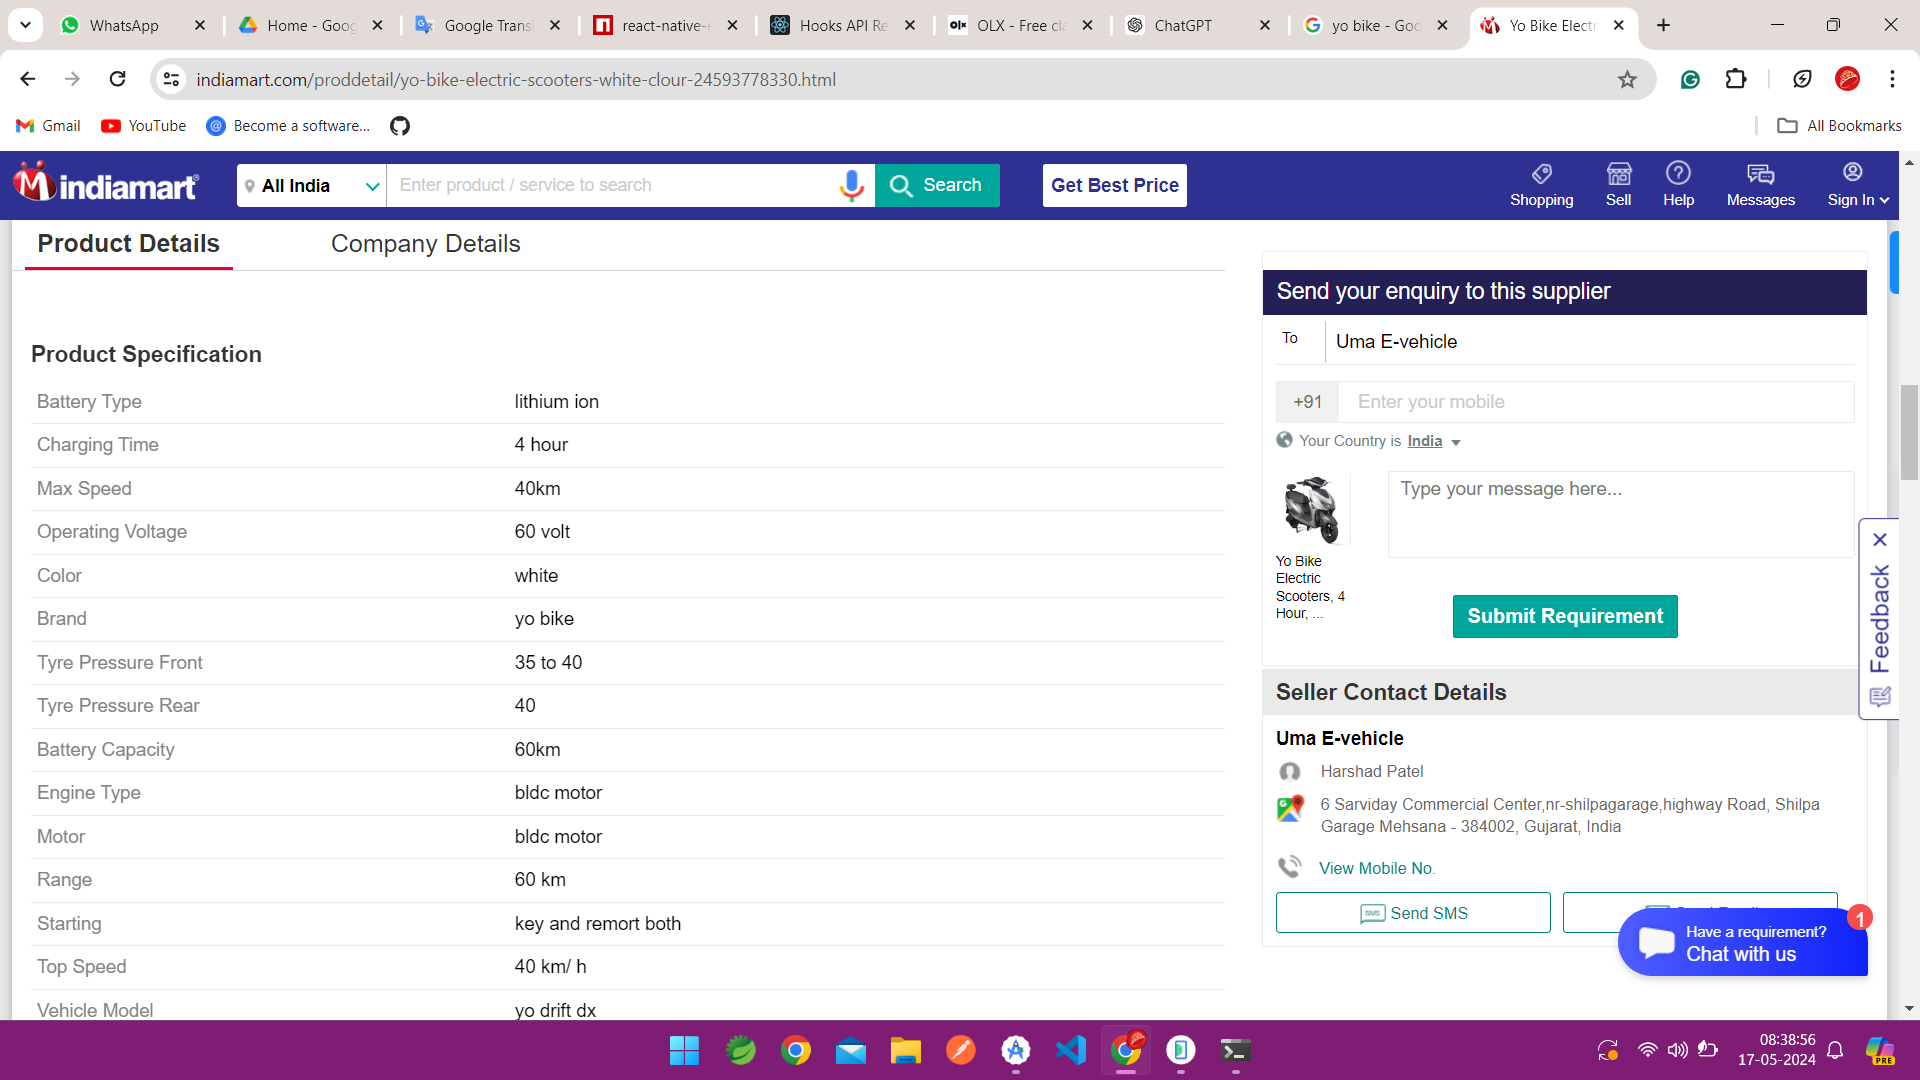 WhatsApp
Home - Goog
Google Transl
react-native-e
Hooks API Re
OLX - Free cla
ChatGPT
yo bike - Goo
Yo Bike Electr
indiamart.com/proddetail/yo-bike-electric-scooters-white-clour-24593778330.html
Gmail
YouTube
Become a software...
All Bookmarks
indiamart
All India
Enter product / service to search
Search
Get Best Price
Shopping
Sell
Help
Messages
Sign In
Product Details
Company Details
Product Specification
Battery Type lithium ion
Charging Time 4 hour
Max Speed 40km
Operating Voltage 60 volt
Color white
Brand yo bike
Tyre Pressure Front 35 to 40
Tyre Pressure Rear 40
Battery Capacity 60km
Engine Type bldc motor
Motor bldc motor
Range 60 km
Starting key and remort both
Top Speed 40 km/ h
Vehicle Model yo drift dx
Send your enquiry to this supplier
To Uma E-vehicle
+91 Enter your mobile
Your Country is India
Type your message here...
Yo Bike
Electric
Scooters, 4
Hour, ...
Submit Requirement
Feedback
Seller Contact Details
Uma E-vehicle
Harshad Patel
6 Sarviday Commercial Center,nr-shilpagarage,highway Road, Shilpa
Garage Mehsana - 384002, Gujarat, India
View Mobile No.
SMS Send SMS
1
Have a requirement?
Chat with us
08:38:56
17-05-2024
PRE